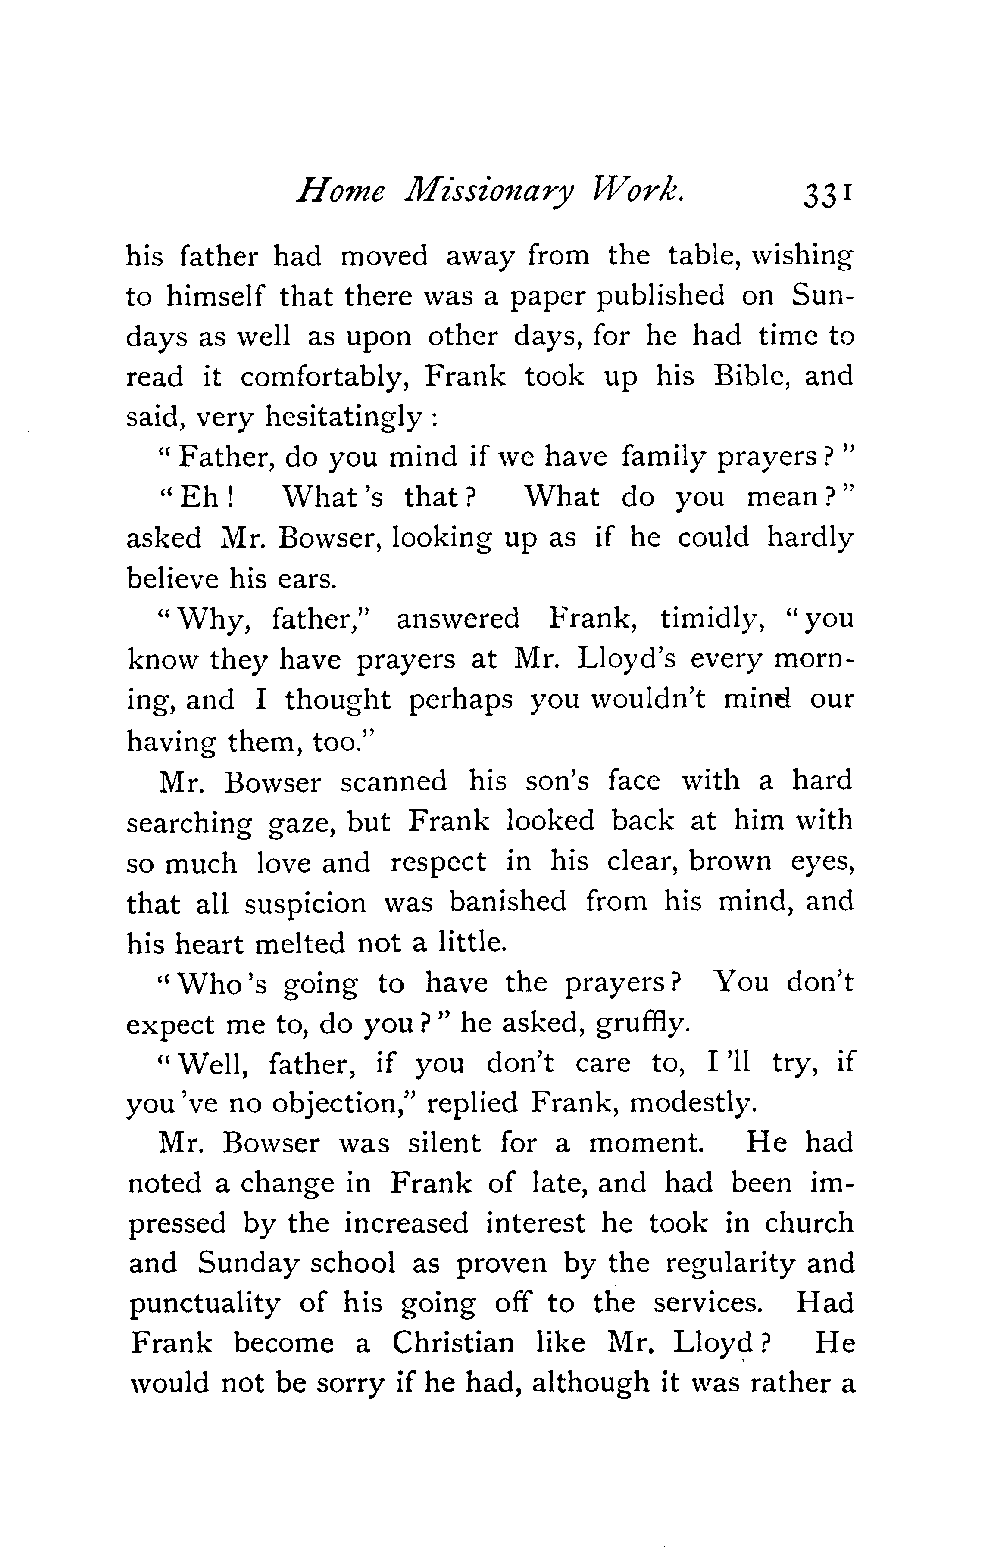 Home Missionary Work. 331
his father had moved away from the table, wishing
to himself that there was a paper published on Sun-
days as well as upon other days, for he had time to
read it comfortably, Frank took up his Bible, and
said, very hesitatingly :
" Father, do you mind if we have family prayers ? "
" Eh ! What 's that ? What do you mean ? "
asked Mr. Bowser, looking up as if he could hardly
believe his ears.
" Why, father," answered Frank, timidly, " you
know they have prayers at Mr. Lloyd's every morn-
ing, and I thought perhaps you wouldn't mind our
having them, too."
Mr. Bowser scanned his son's face with a hard
searching gaze, but Frank looked back at him with
so much love and respect in his clear, brown eyes,
that all suspicion was banished from his mind, and
his heart melted not a little.
" Who 's going to have the prayers ? You don't
expect me to, do you ? " he asked, gruffly.
" Well, father, if you don't care to, I 'll try, if
you 've no objection," replied Frank, modestly.
Mr. Bowser was silent for a moment. He had
noted a change in Frank of late, and had been im-
pressed by the increased interest he took in church
and Sunday school as proven by the regularity and
punctuality of his going off to the services. Had
Frank become a Christian like Mr. Lloyd ? He
would not be sorry if he had, although it was rather a